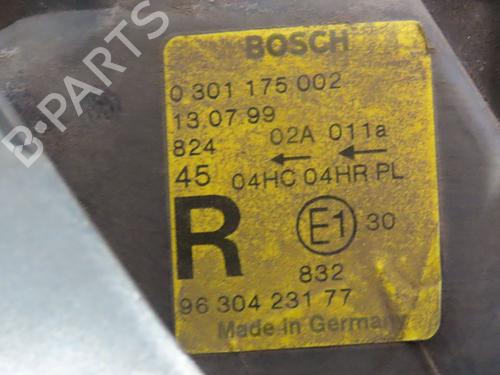 B-PARTS
BOSCH
0 301 175 002
13.07.99
824 02A 011a
45 04HC 04HR PL
R E1 30
832
96 304 231 77
Made in Germany